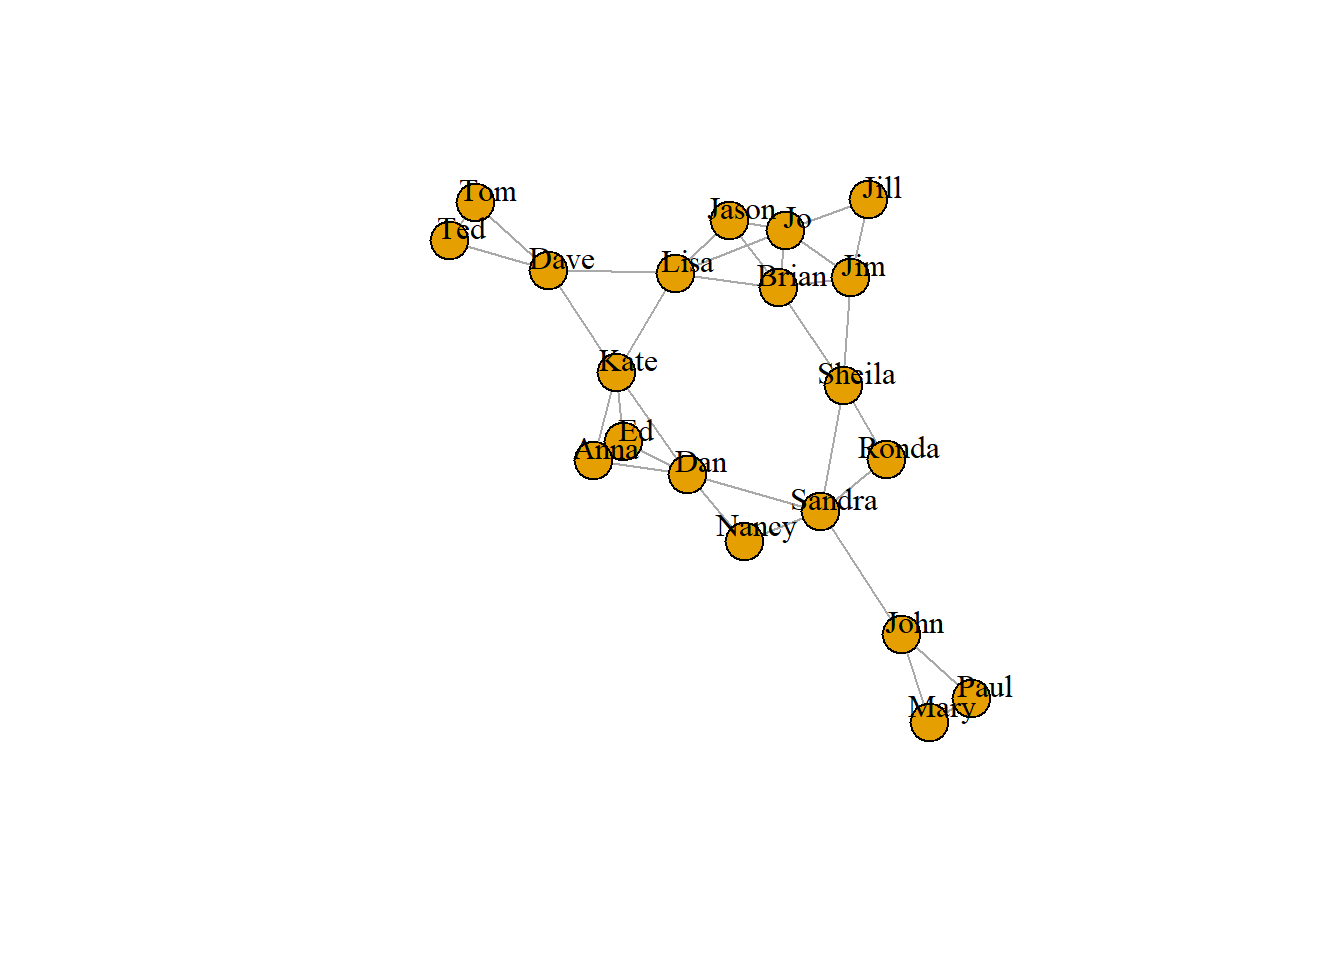 Tom
Jill
Jason
Jo
Ted
Dave
Lisa
Brian
Jim
Kate
Sheila
Ed
Anna
Dan
Ronda
Sandra
Nancy
John
Paul
Mary